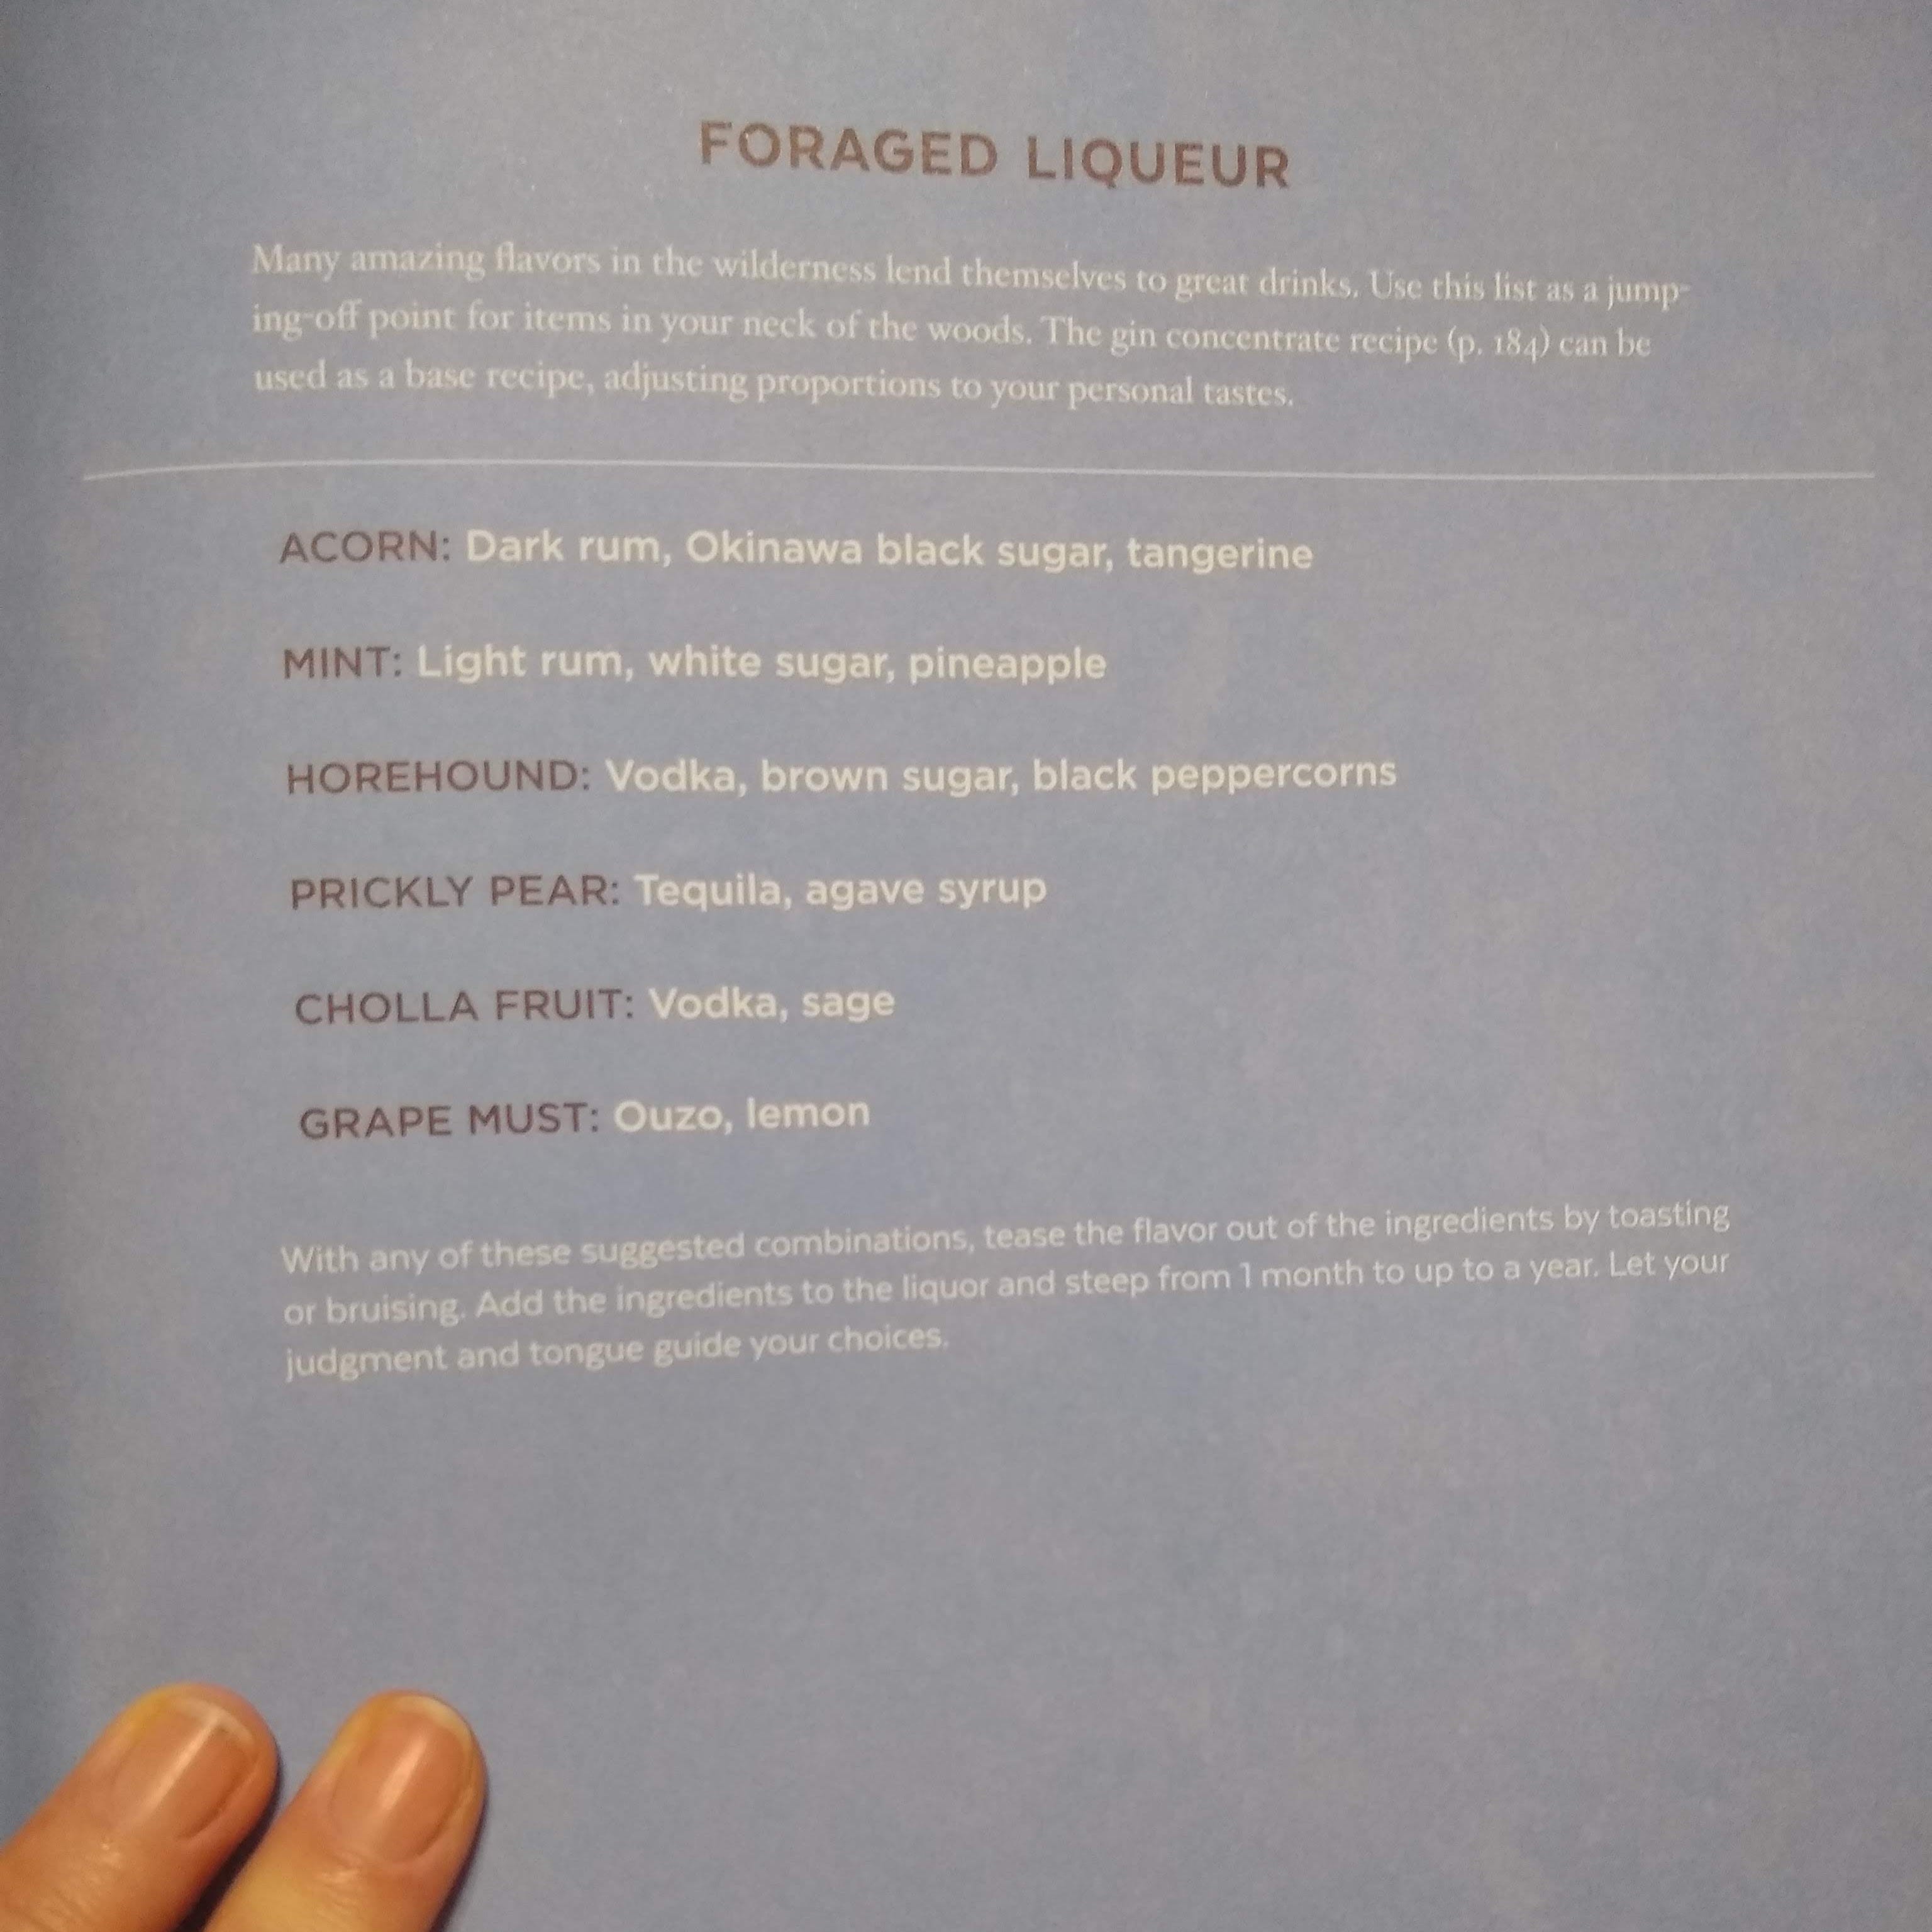 FORAGED LIQUEUR
Many amazing flavors in the wilderness lend themselves to great drinks. Use this list as a jump-
ing-off point for items in your neck of the woods. The gin concentrate recipe (p. 184) can be
used as a base recipe, adjusting proportions to your personal tastes.
ACORN: Dark rum, Okinawa black sugar, tangerine
MINT: Light rum, white sugar, pineapple
HOREHOUND: Vodka, brown sugar, black peppercorns
PRICKLY PEAR: Tequila, agave syrup
CHOLLA FRUIT: Vodka, sage
GRAPE MUST: Ouzo, lemon
With any of these suggested combinations, tease the flavor out of the ingredients by toasting
or bruising. Add the ingredients to the liquor and steep from 1 month to up to a year. Let your
judgment and tongue guide your choices.